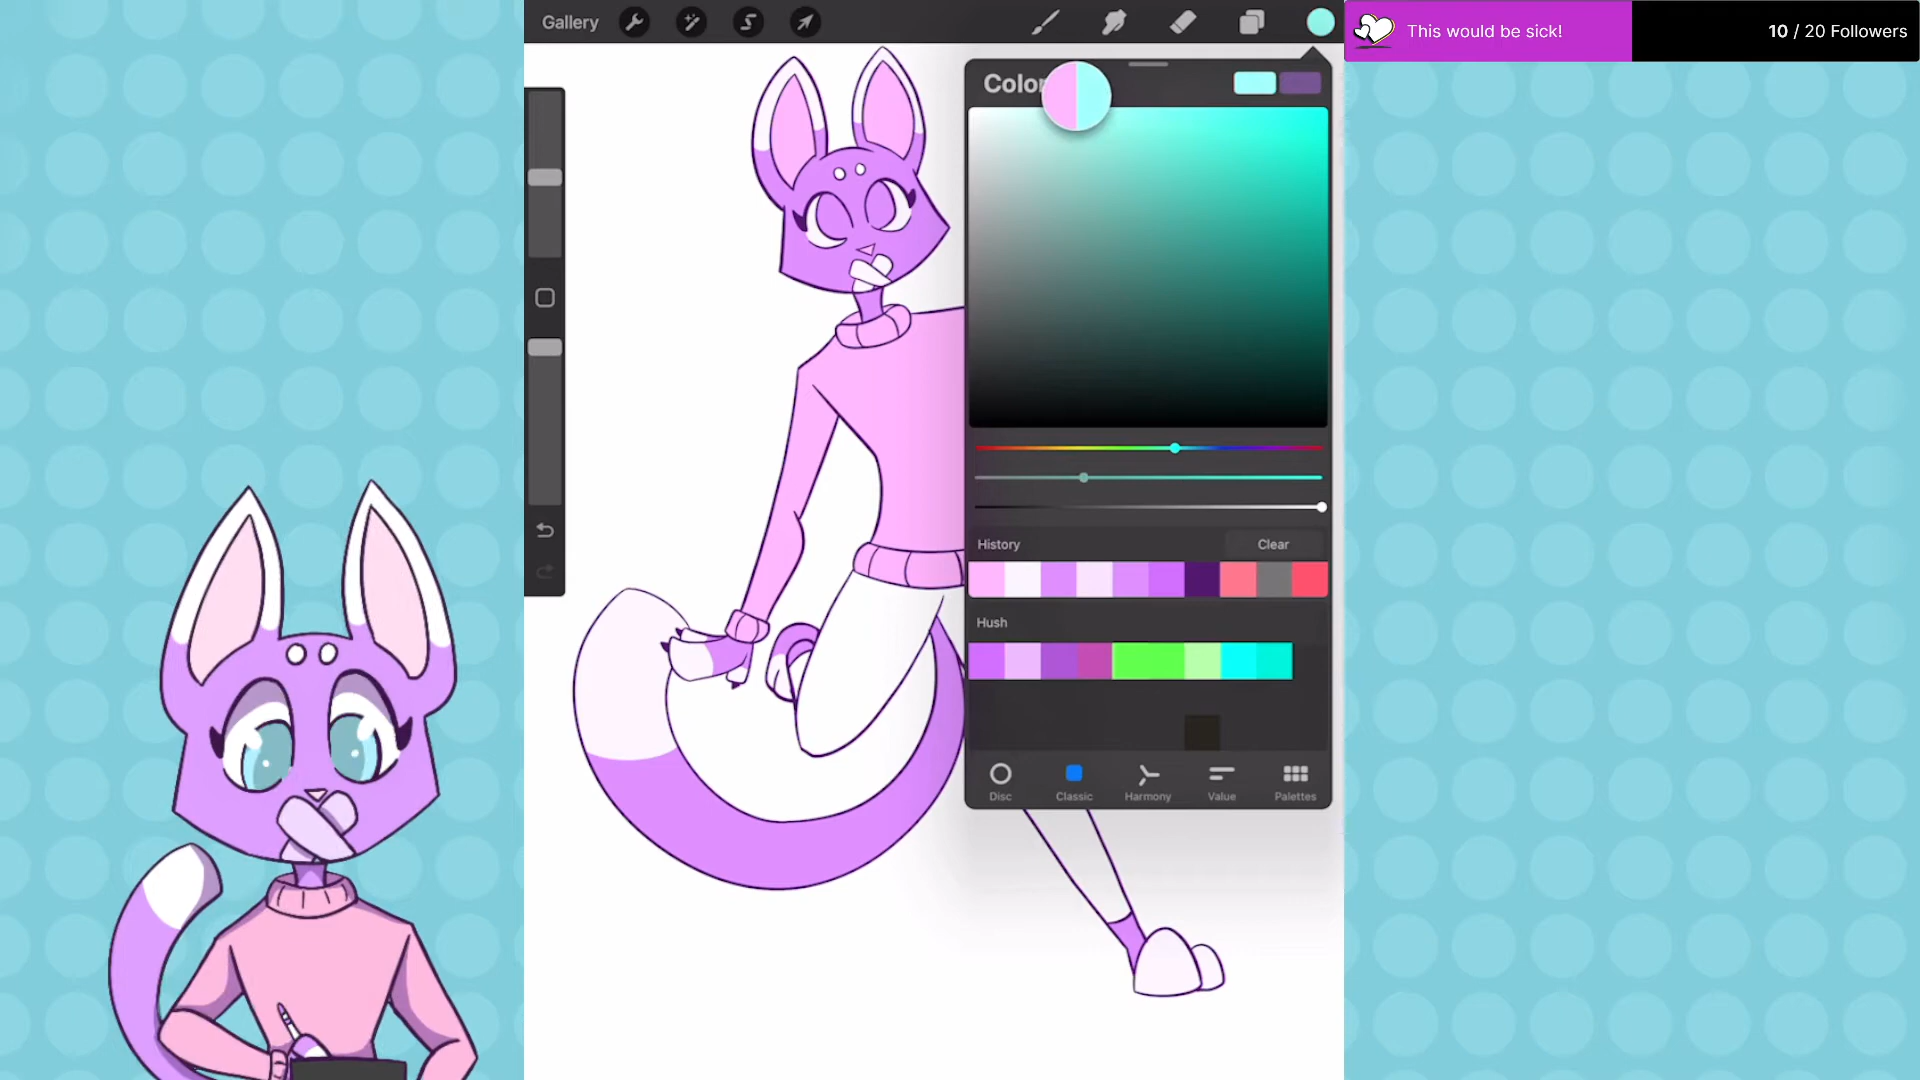 Gallery
This would be sick!
10 / 20 Followers
Color
History
Clear
Hush
Disc
Classic
Harmony
Value
Palettes